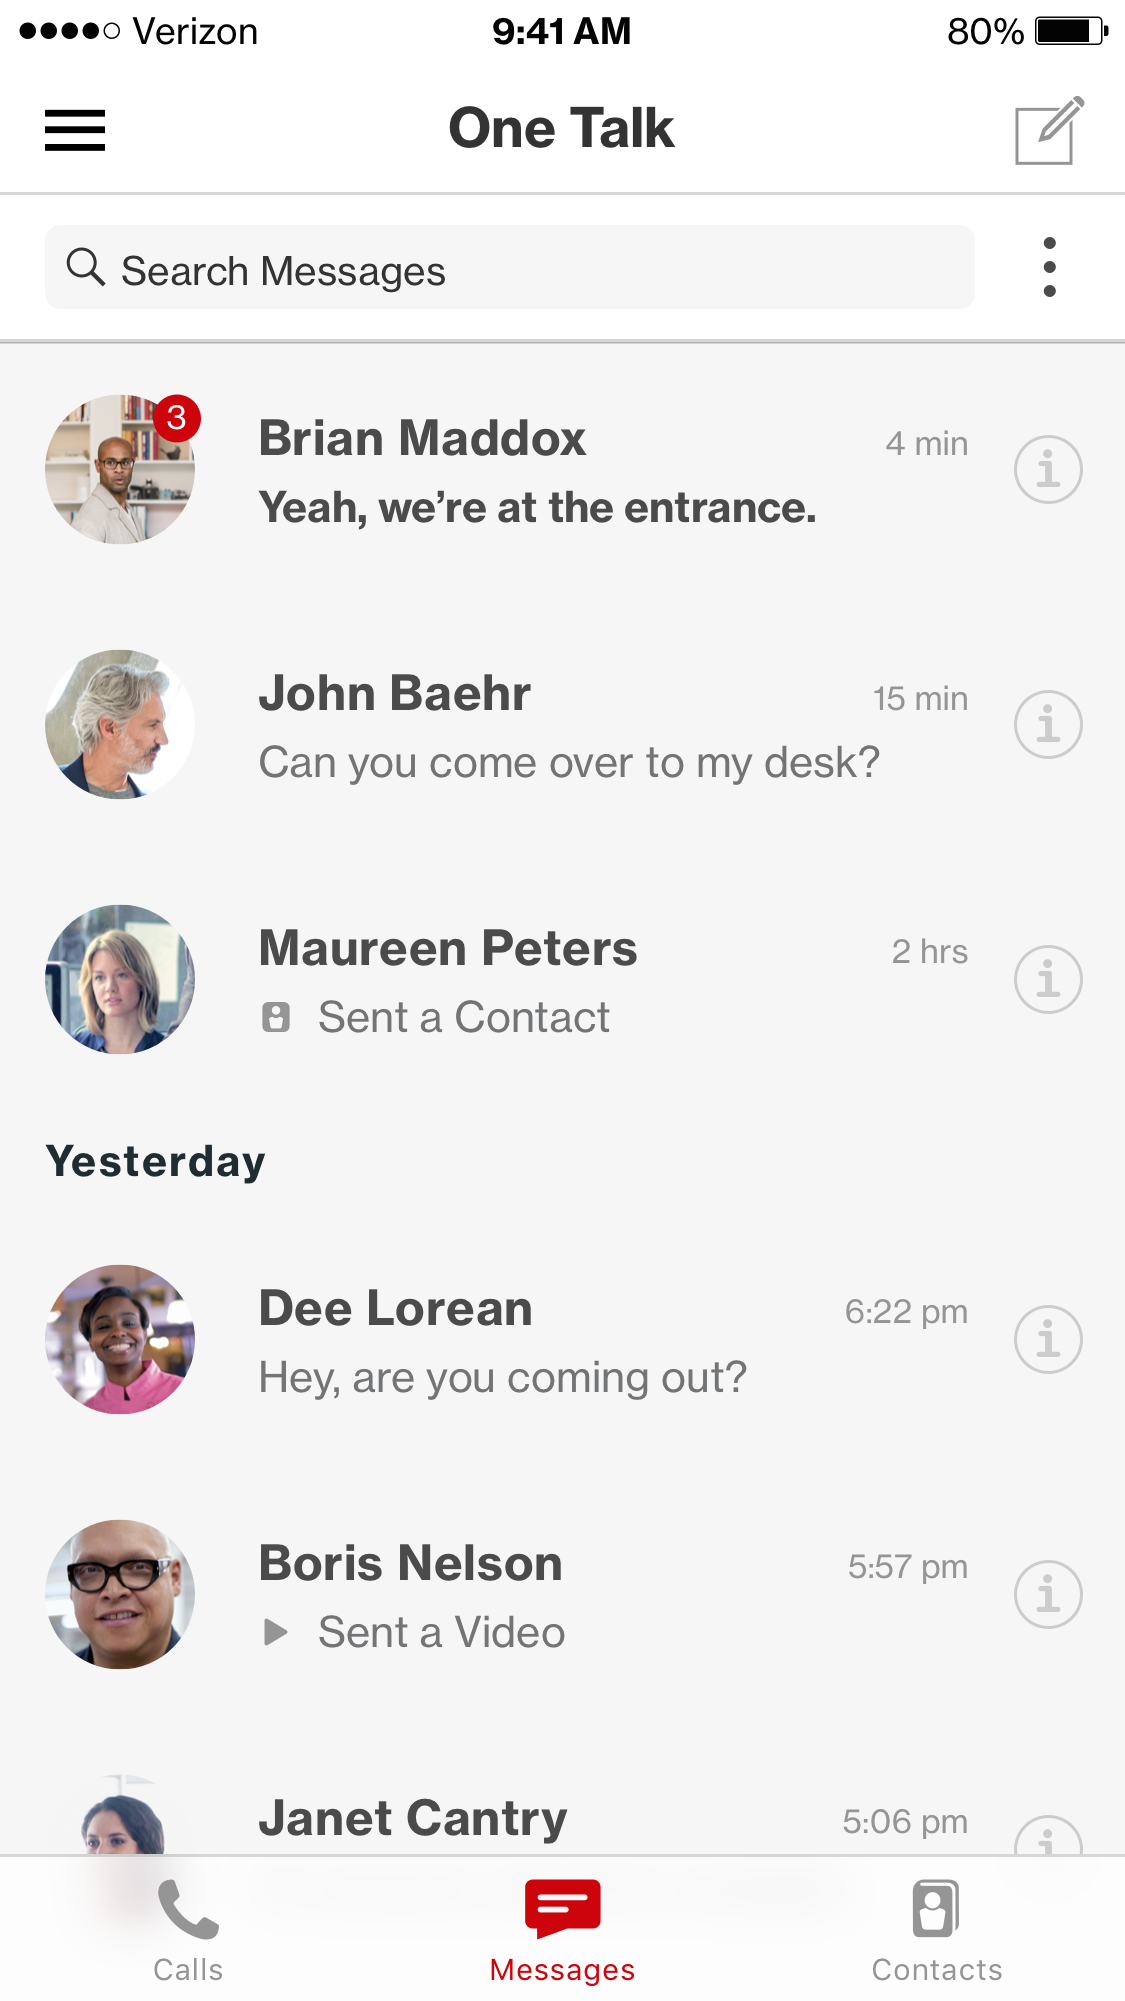 Verizon 9:41 AM 80%
One Talk
Search Messages
3
Brian Maddox 4 min
Yeah, we’re at the entrance.
John Baehr 15 min
Can you come over to my desk?
Maureen Peters 2 hrs
Sent a Contact
Yesterday
Dee Lorean 6:22 pm
Hey, are you coming out?
Boris Nelson 5:57 pm
Sent a Video
Janet Cantry 5:06 pm
Calls Messages Contacts